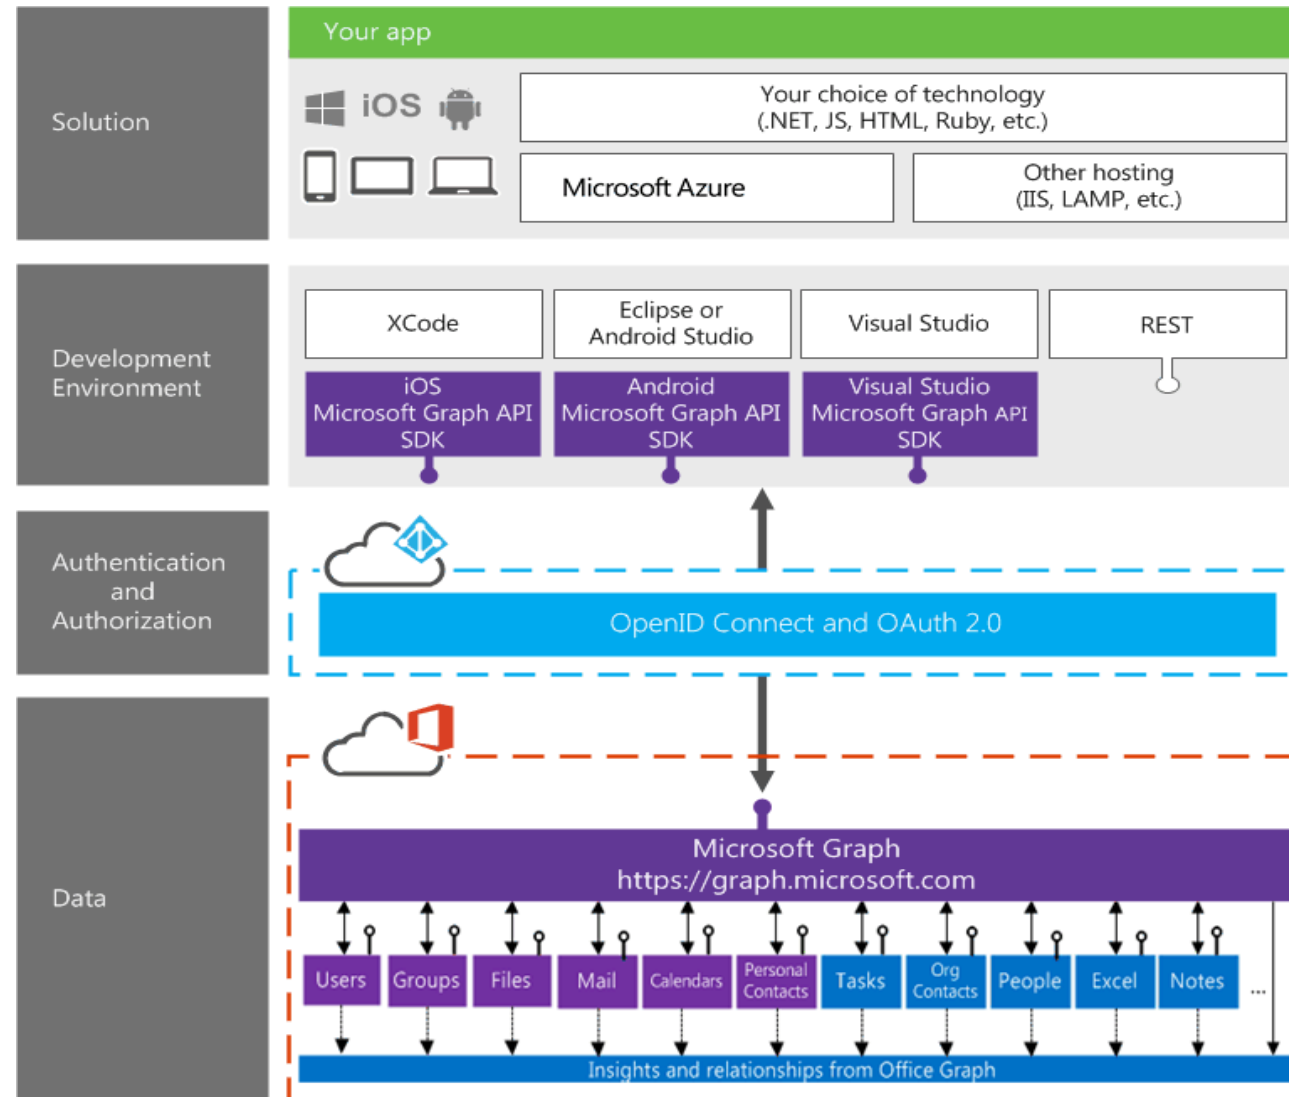 Solution
Your app
iOS
Your choice of technology
(.NET, JS, HTML, Ruby, etc.)
Microsoft Azure
Other hosting
(IIS, LAMP, etc.)
Development
Environment
XCode
Eclipse or
Android Studio
Visual Studio
REST
iOS
Microsoft Graph API
SDK
Android
Microsoft Graph API
SDK
Visual Studio
Microsoft Graph API
SDK
Authentication
and
Authorization
OpenID Connect and OAuth 2.0
Data
Microsoft Graph
https://graph.microsoft.com
Users
Groups
Files
Mail
Calendars
Personal
Contacts
Tasks
Org
Contacts
People
Excel
Notes
...
Insights and relationships from Office Graph